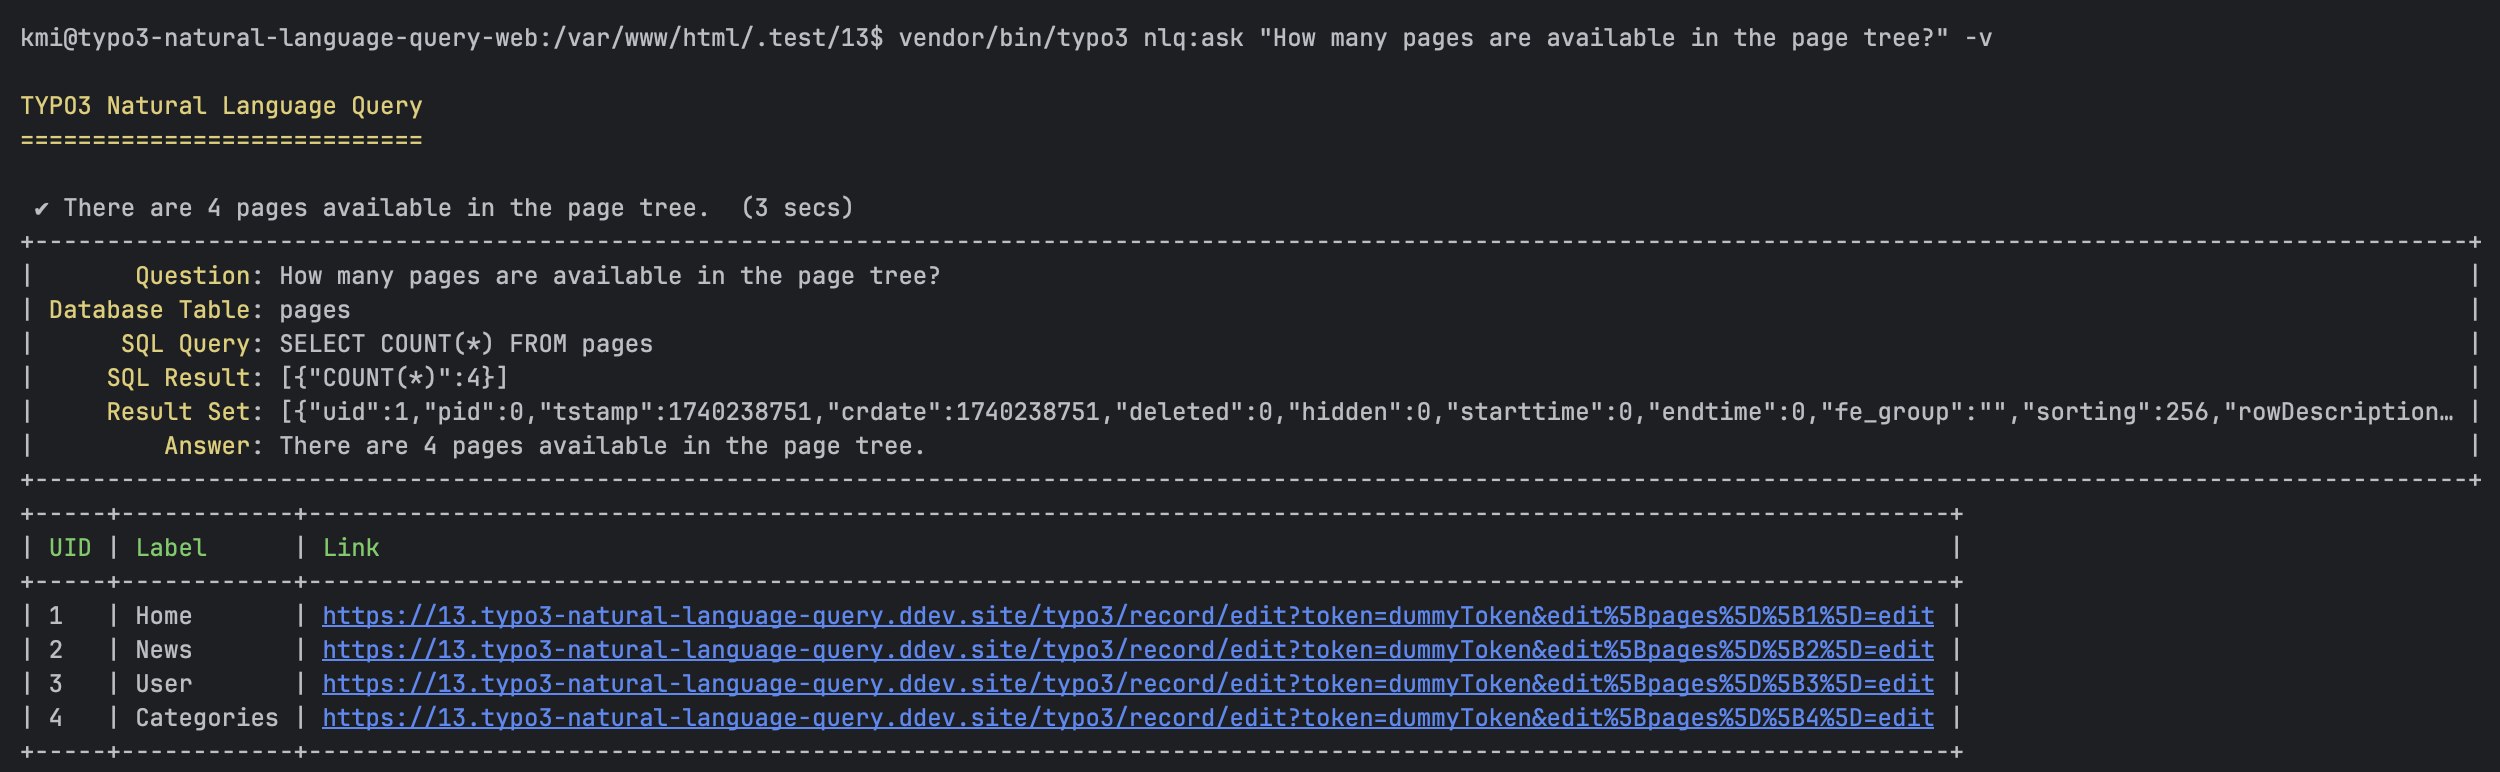 kmi@typo3-natural-language-query-web:/var/www/html/.test/13$ vendor/bin/typo3 nlq:ask "How many pages are available in the page tree?" -v
TYPO3 Natural Language Query
============================
✔ There are 4 pages available in the page tree.  (3 secs)
Question: How many pages are available in the page tree?
Database Table: pages
SQL Query: SELECT COUNT(*) FROM pages
SQL Result: [{"COUNT(*)":4}]
Result Set: [{"uid":1,"pid":0,"tstamp":1740238751,"crdate":1740238751,"deleted":0,"hidden":0,"starttime":0,"endtime":0,"fe_group":"","sorting":256,"rowDescription…
Answer: There are 4 pages available in the page tree.
| UID | Label | Link |
| 1 | Home | https://13.typo3-natural-language-query.ddev.site/typo3/record/edit?token=dummyToken&edit%5Bpages%5D%5B1%5D=edit |
| 2 | News | https://13.typo3-natural-language-query.ddev.site/typo3/record/edit?token=dummyToken&edit%5Bpages%5D%5B2%5D=edit |
| 3 | User | https://13.typo3-natural-language-query.ddev.site/typo3/record/edit?token=dummyToken&edit%5Bpages%5D%5B3%5D=edit |
| 4 | Categories | https://13.typo3-natural-language-query.ddev.site/typo3/record/edit?token=dummyToken&edit%5Bpages%5D%5B4%5D=edit |